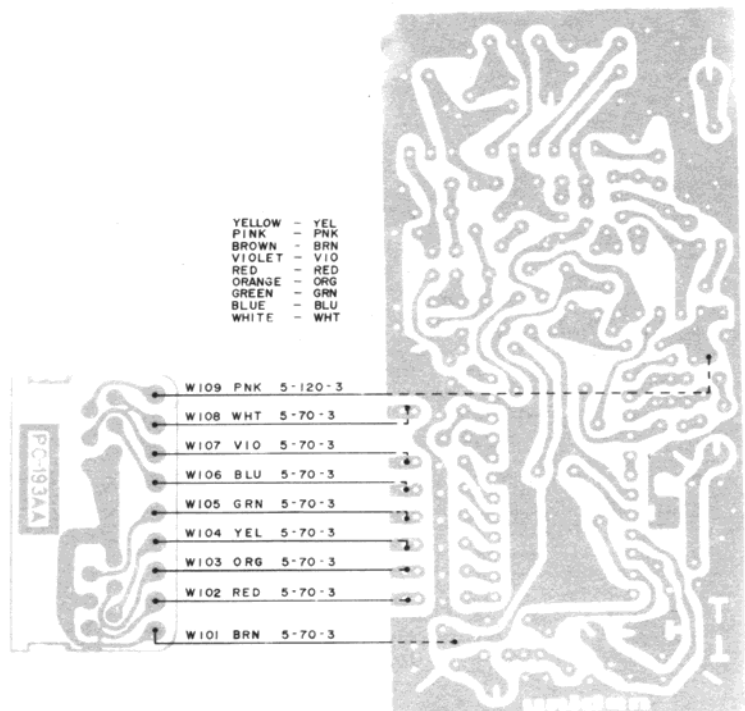 YELLOW - YEL
PINK - PNK
BROWN - BRN
VIOLET - VIO
RED - RED
ORANGE - ORG
GREEN - GRN
BLUE - BLU
WHITE - WHT
W109 PNK 5-120-3
W108 WHT 5-70-3
W107 VIO 5-70-3
W106 BLU 5-70-3
W105 GRN 5-70-3
W104 YEL 5-70-3
W103 ORG 5-70-3
W102 RED 5-70-3
W101 BRN 5-70-3
PC-193AA
uniden